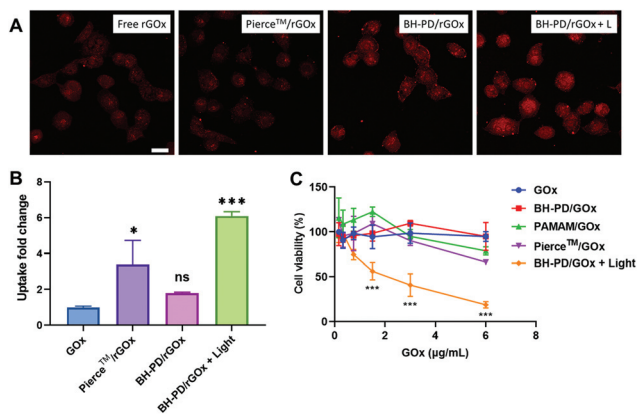 A
Free rGOx
Pierce™/rGOx
BH-PD/rGOx
BH-PD/rGOx + L
B
Uptake fold change
8
6
4
2
0
*
ns
***
GOx
Pierce™/rGOx
BH-PD/rGOx
BH-PD/rGOx + Light
C
Cell viability (%)
150
100
50
0
***
***
***
0
2
4
6
8
GOx (µg/mL)
GOx
BH-PD/GOx
PAMAM/GOx
Pierce™/GOx
BH-PD/GOx + Light